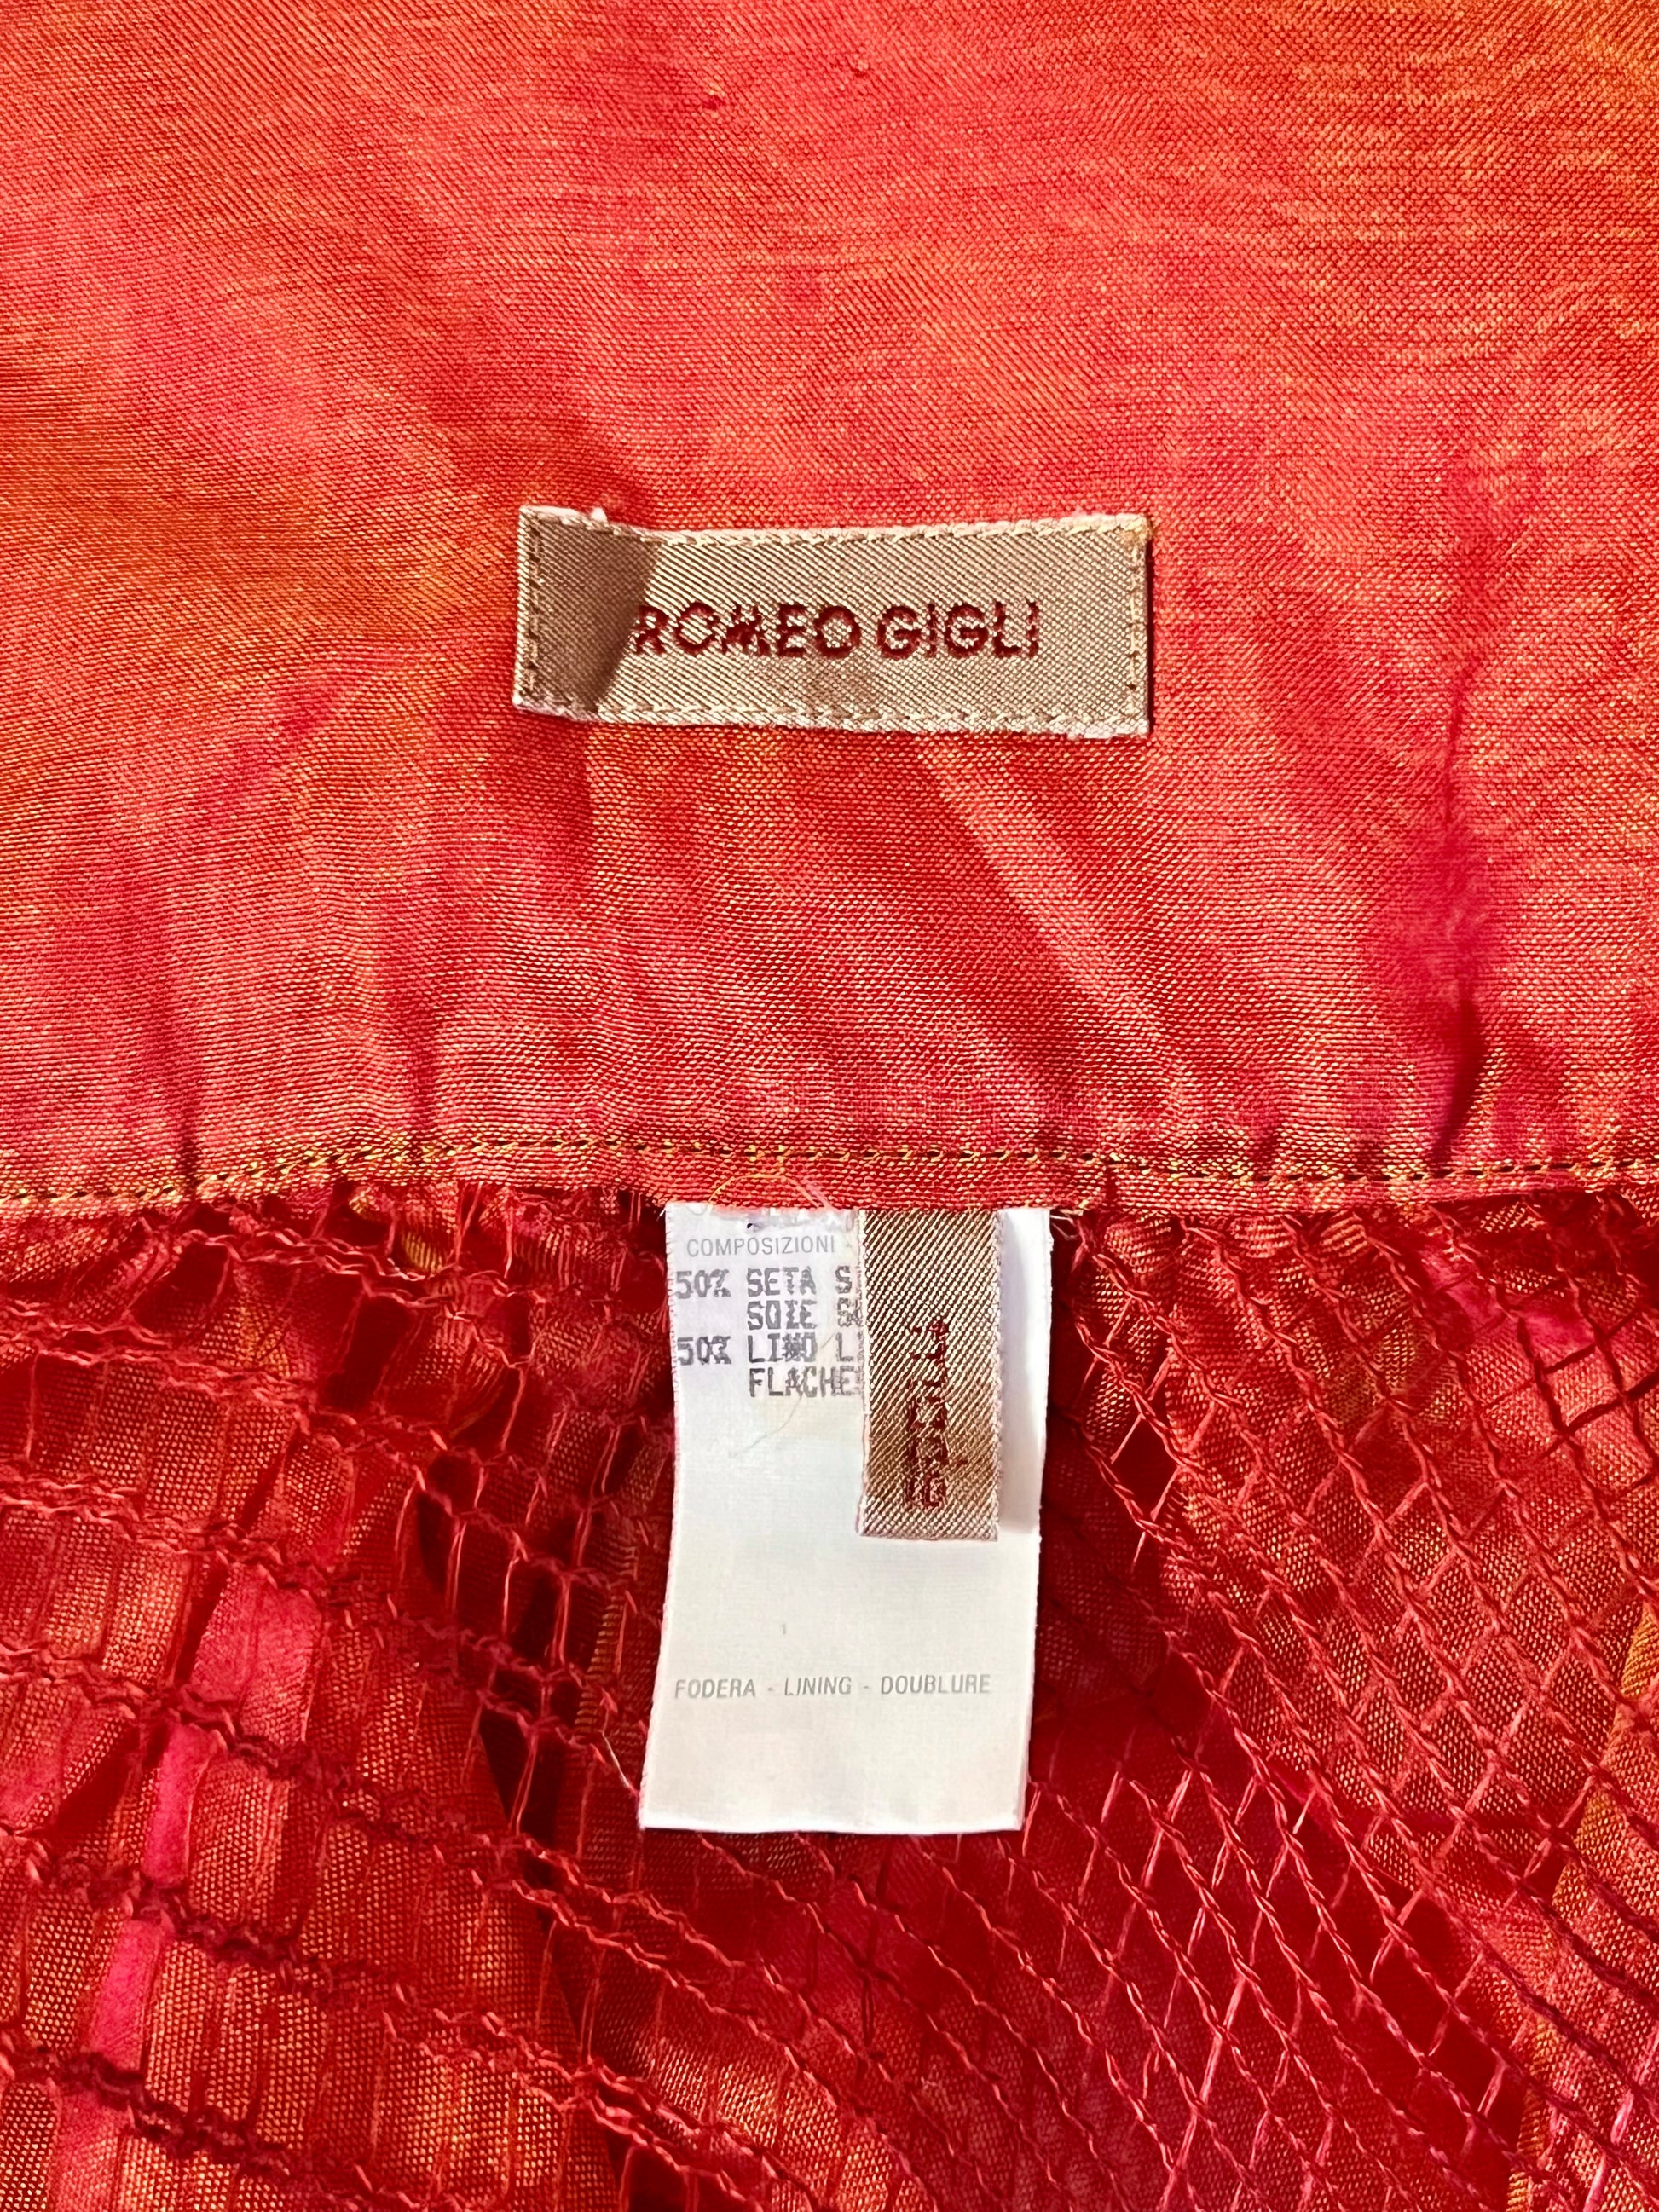 ROMEO GIGLI
COMPOSIZIONI
50% SETA S
SOIE S
50% LINO L
FLACHE
FODERA - LINING - DOUBLURE